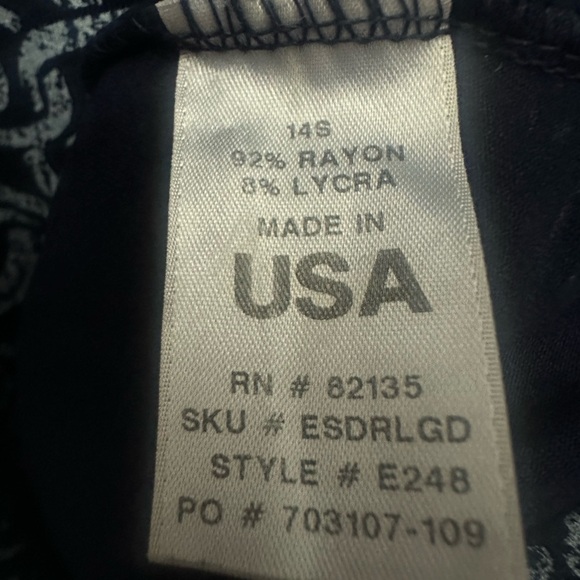 14S
92% RAYON
8% LYCRA
MADE IN
USA
RN # 82135
SKU # ESDRLGD
STYLE # E248
PO # 703107-109